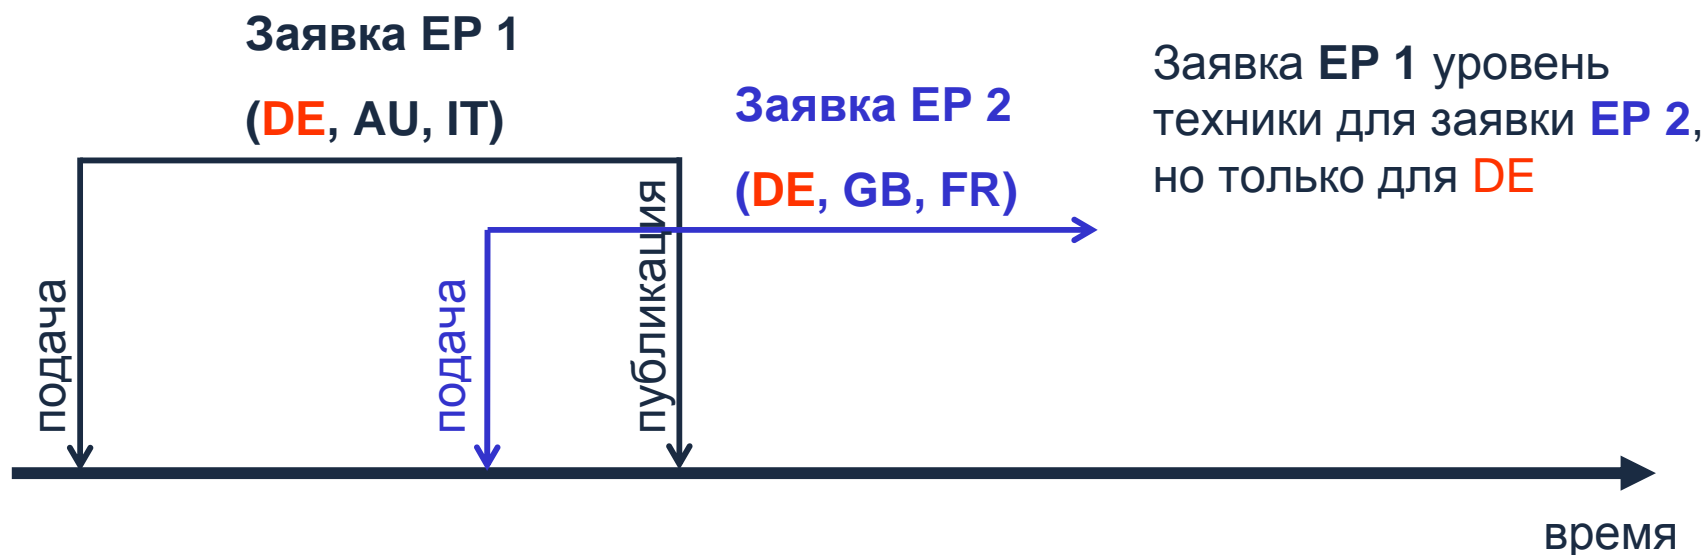 Заявка EP 1
(DE, AU, IT)
Заявка EP 2
(DE, GB, FR)
Заявка EP 1 уровень
техники для заявки EP 2,
но только для DE
подача
подача
публикация
время